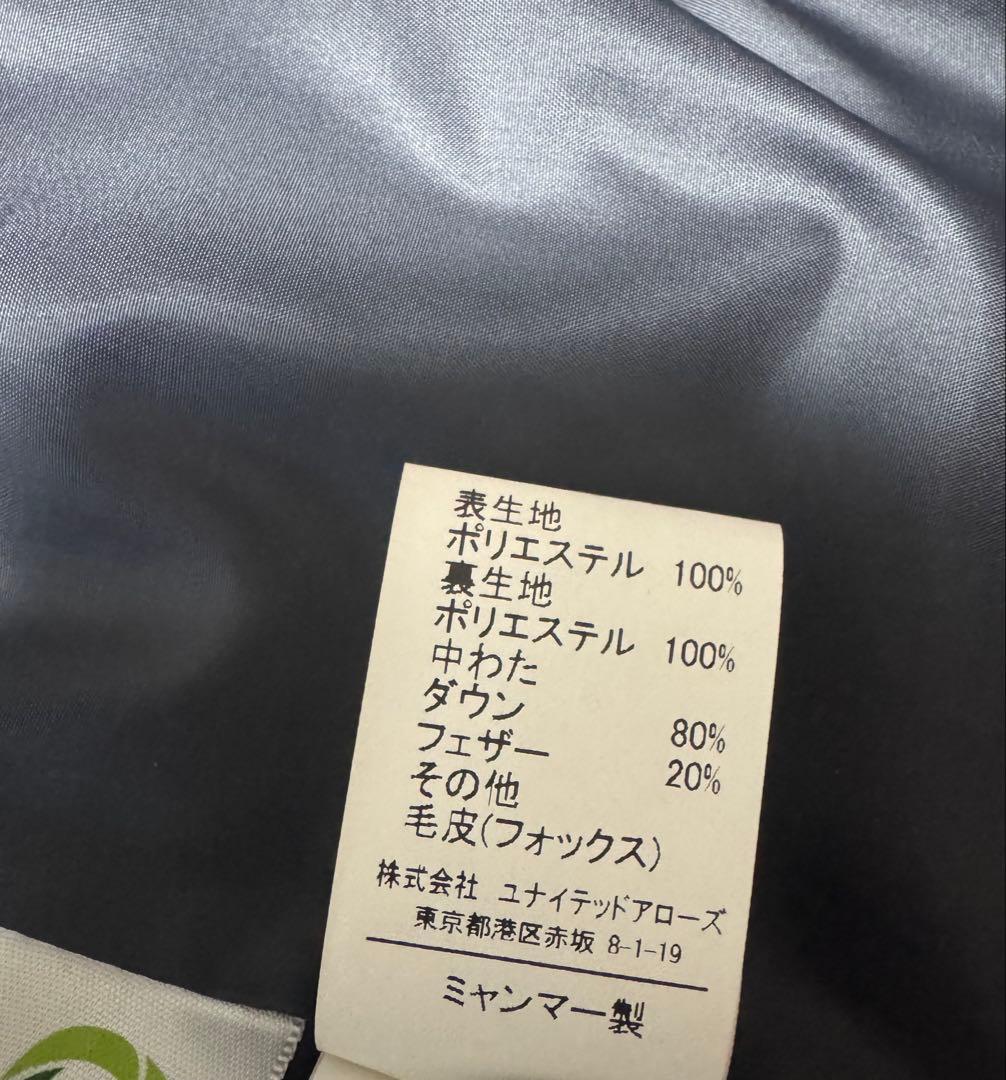 表生地
ポリエステル 100%
裏生地
ポリエステル 100%
中わた
ダウン 80%
フェザー 20%
その他
毛皮(フォックス)
株式会社 ユナイテッドアローズ
東京都港区赤坂 8-1-19
ミャンマー製